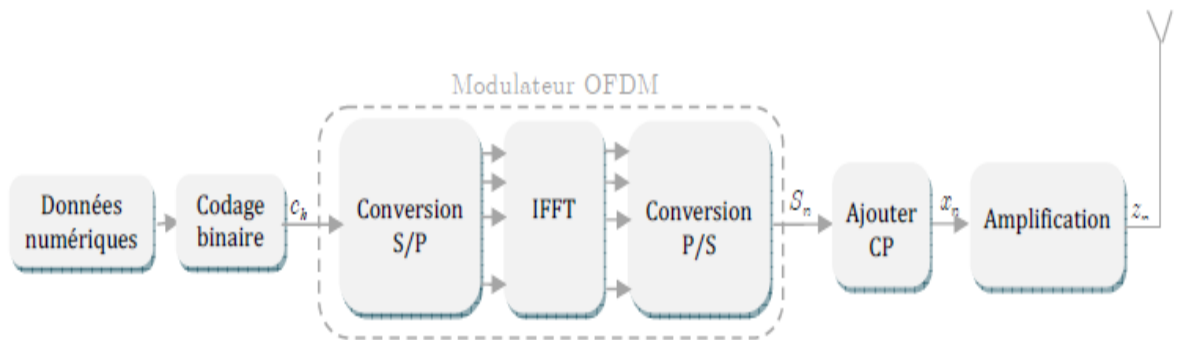 Modulateur OFDM
Données
numériques
Codage
binaire
c_k
Conversion
S/P
IFFT
Conversion
P/S
S_n
Ajouter
CP
x_n
Amplification
z_n